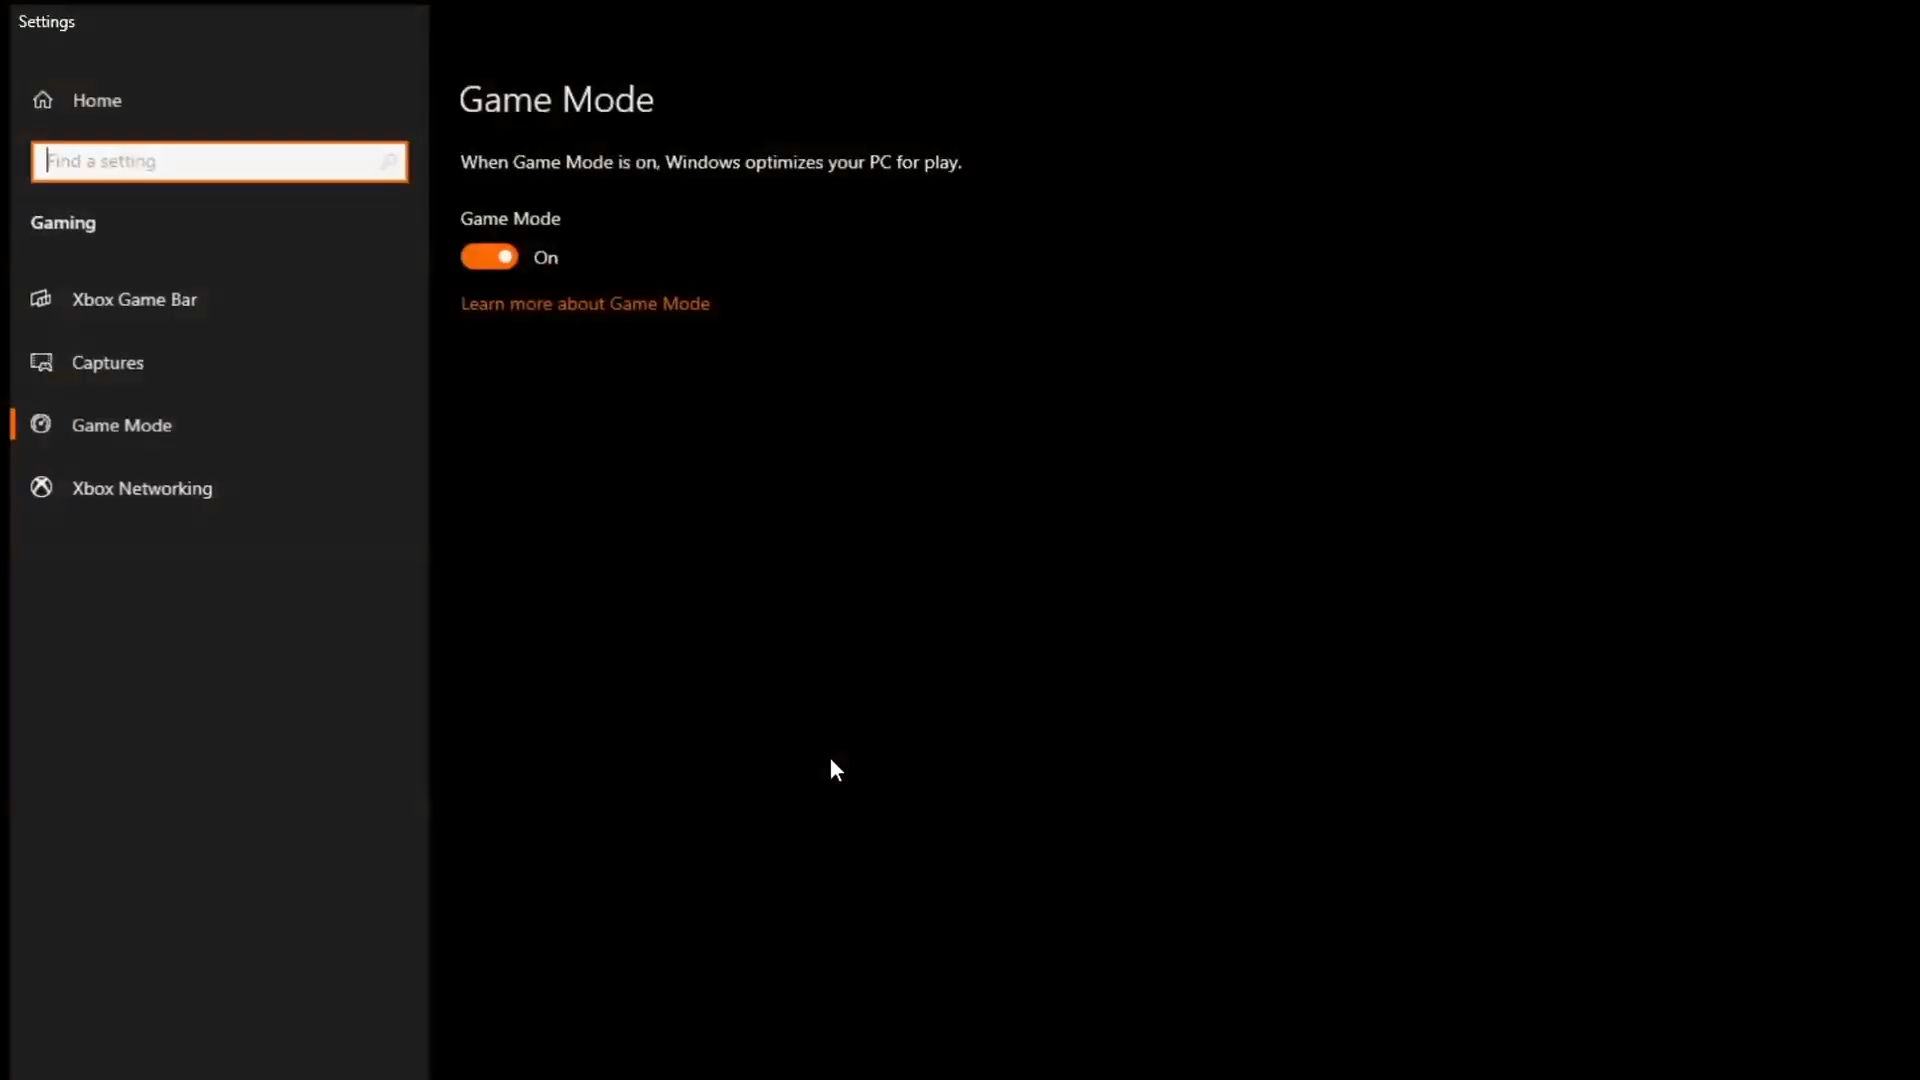 Settings
Home
Find a setting
Gaming
Xbox Game Bar
Captures
Game Mode
Xbox Networking
Game Mode
When Game Mode is on, Windows optimizes your PC for play.
Game Mode
On
Learn more about Game Mode